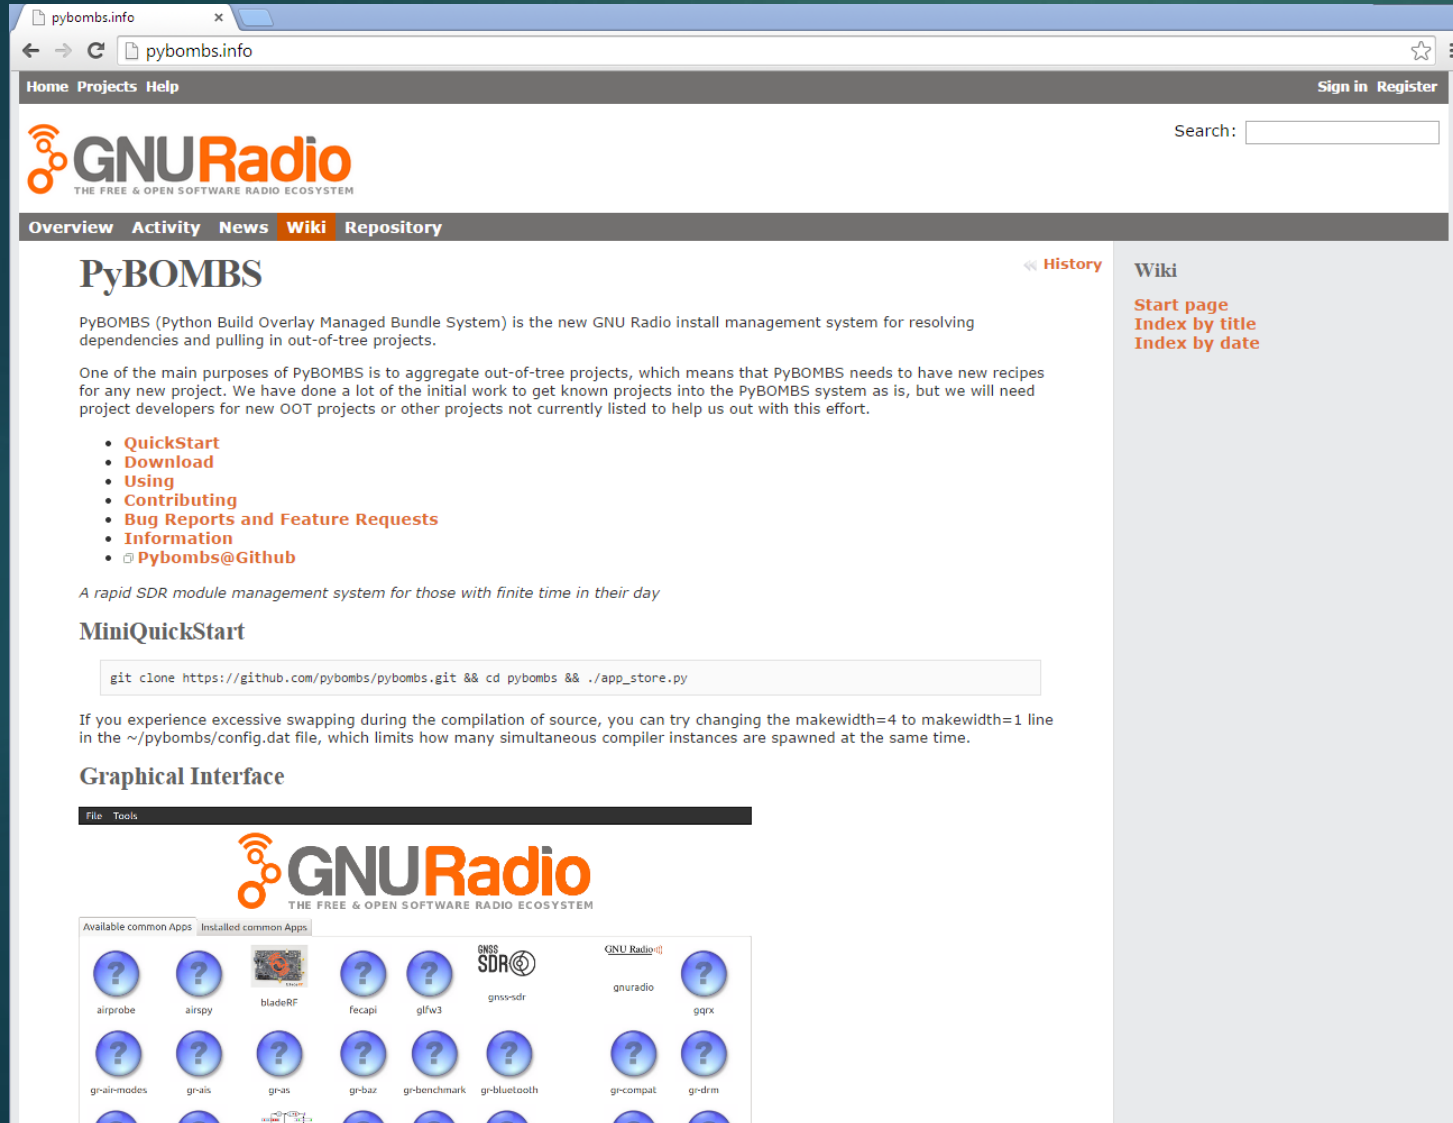 pybombs.info
pybombs.info
Home Projects Help
Sign in Register
GNURadio
THE FREE & OPEN SOFTWARE RADIO ECOSYSTEM
Search:
Overview Activity News Wiki Repository
PyBOMBS
History
PyBOMBS (Python Build Overlay Managed Bundle System) is the new GNU Radio install management system for resolving
dependencies and pulling in out-of-tree projects.
One of the main purposes of PyBOMBS is to aggregate out-of-tree projects, which means that PyBOMBS needs to have new recipes
for any new project. We have done a lot of the initial work to get known projects into the PyBOMBS system as is, but we will need
project developers for new OOT projects or other projects not currently listed to help us out with this effort.
• QuickStart
• Download
• Using
• Contributing
• Bug Reports and Feature Requests
• Information
• Pybombs@Github
A rapid SDR module management system for those with finite time in their day
MiniQuickStart
git clone https://github.com/pybombs/pybombs.git && cd pybombs && ./app_store.py
If you experience excessive swapping during the compilation of source, you can try changing the makewidth=4 to makewidth=1 line
in the ~/pybombs/config.dat file, which limits how many simultaneous compiler instances are spawned at the same time.
Graphical Interface
File Tools
GNURadio
THE FREE & OPEN SOFTWARE RADIO ECOSYSTEM
Available common Apps Installed common Apps
GNSS
SDR
GNU Radio
airprobe airspy bladeRF fecapi glfw3 gnss-sdr gnuradio gqrx
gr-air-modes gr-ais gr-as gr-baz gr-benchmark gr-bluetooth gr-compat gr-drm
Wiki
Start page
Index by title
Index by date